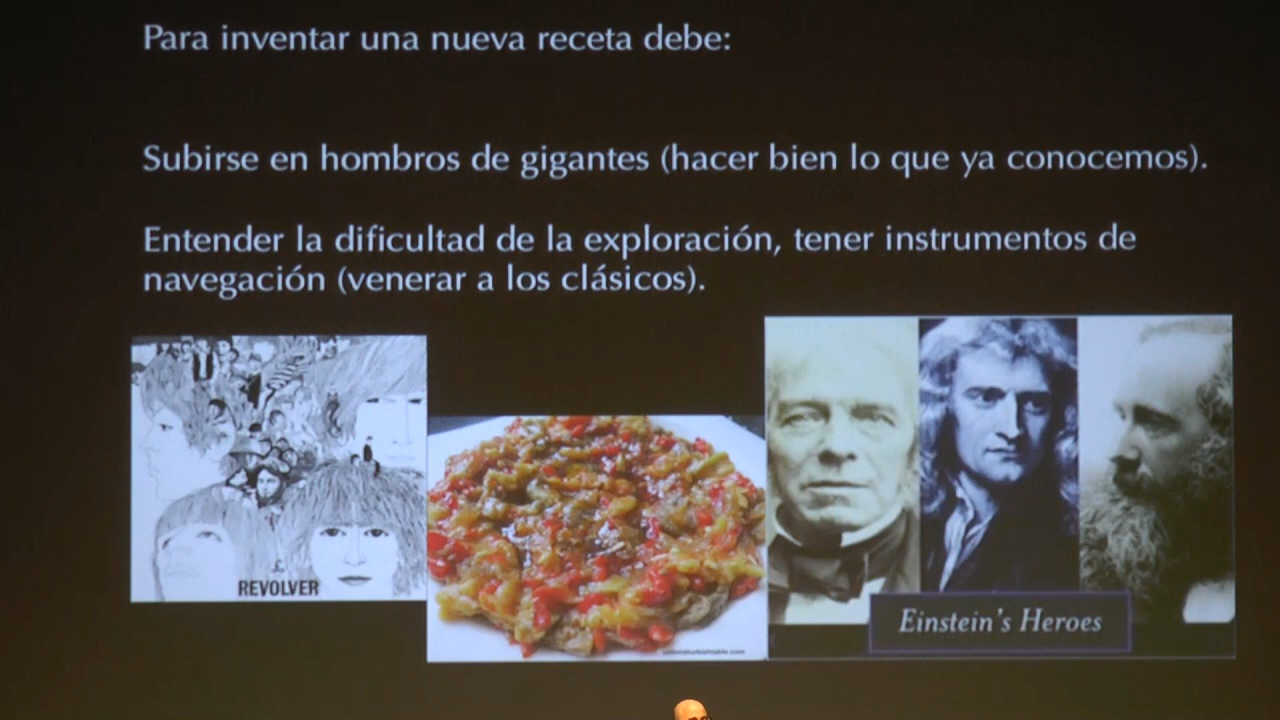 Para inventar una nueva receta debe:
Subirse en hombros de gigantes (hacer bien lo que ya conocemos).
Entender la dificultad de la exploración, tener instrumentos de
navegación (venerar a los clásicos).
REVOLVER
Einstein's Heroes